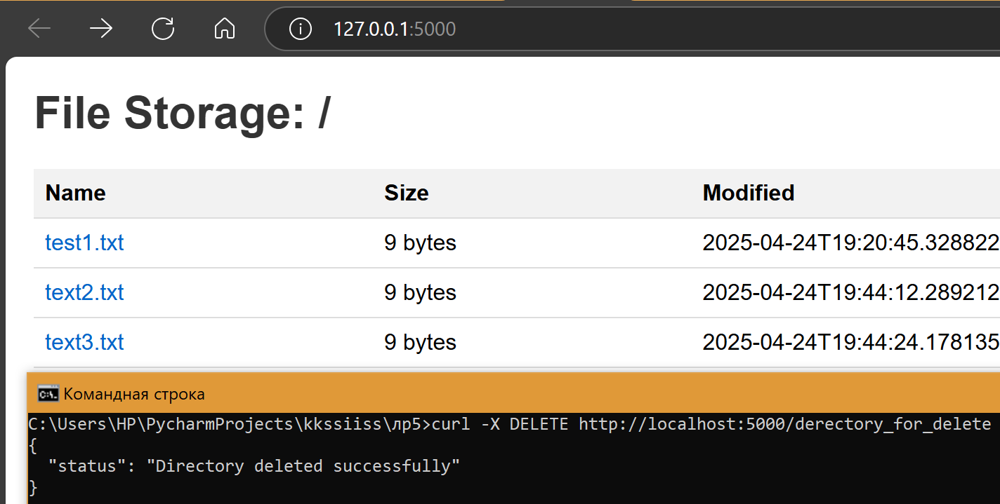 127.0.0.1:5000
File Storage: /
Name Size Modified
test1.txt 9 bytes 2025-04-24T19:20:45.328822
text2.txt 9 bytes 2025-04-24T19:44:12.289212
text3.txt 9 bytes 2025-04-24T19:44:24.178135
C:\. Командная строка
C:\Users\HP\PycharmProjects\kkssiiss\лр5>curl -X DELETE http://localhost:5000/derectory_for_delete
{
  "status": "Directory deleted successfully"
}